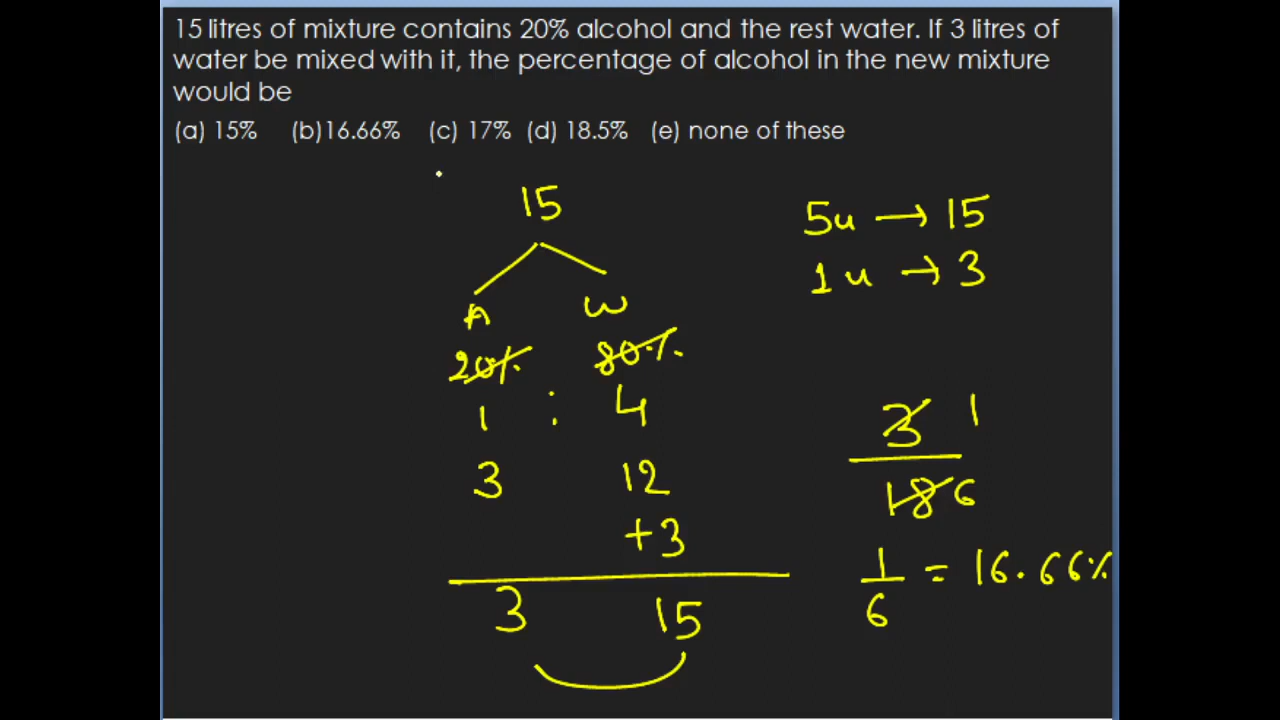 15 litres of mixture contains 20% alcohol and the rest water. If 3 litres of
water be mixed with it, the percentage of alcohol in the new mixture
would be
(a) 15% (b)16.66% (c) 17% (d) 18.5% (e) none of these
15
A W
20% 80%
1 : 4
3 12
+3
3 15
5u → 15
1u → 3
3 1
18 6
1
6
= 16.66%